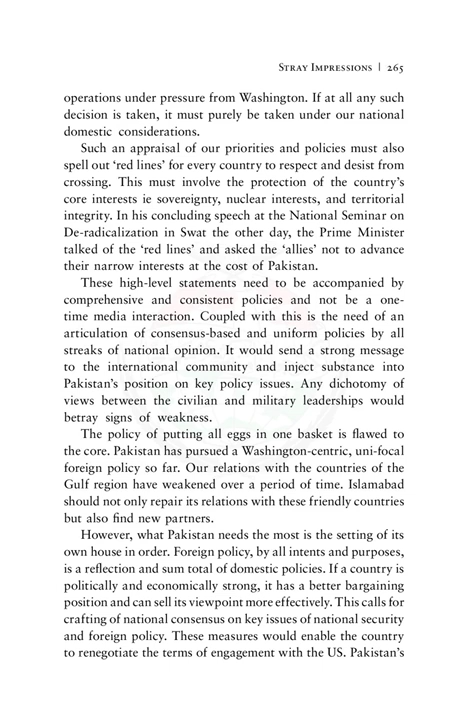 Stray Impressions | 265
operations under pressure from Washington. If at all any such
decision is taken, it must purely be taken under our national
domestic considerations.
Such an appraisal of our priorities and policies must also
spell out ‘red lines’ for every country to respect and desist from
crossing. This must involve the protection of the country’s
core interests ie sovereignty, nuclear interests, and territorial
integrity. In his concluding speech at the National Seminar on
De-radicalization in Swat the other day, the Prime Minister
talked of the ‘red lines’ and asked the ‘allies’ not to advance
their narrow interests at the cost of Pakistan.
These high-level statements need to be accompanied by
comprehensive and consistent policies and not be a one-
time media interaction. Coupled with this is the need of an
articulation of consensus-based and uniform policies by all
streaks of national opinion. It would send a strong message
to the international community and inject substance into
Pakistan’s position on key policy issues. Any dichotomy of
views between the civilian and military leaderships would
betray signs of weakness.
The policy of putting all eggs in one basket is flawed to
the core. Pakistan has pursued a Washington-centric, uni-focal
foreign policy so far. Our relations with the countries of the
Gulf region have weakened over a period of time. Islamabad
should not only repair its relations with these friendly countries
but also find new partners.
However, what Pakistan needs the most is the setting of its
own house in order. Foreign policy, by all intents and purposes,
is a reflection and sum total of domestic policies. If a country is
politically and economically strong, it has a better bargaining
position and can sell its viewpoint more effectively. This calls for
crafting of national consensus on key issues of national security
and foreign policy. These measures would enable the country
to renegotiate the terms of engagement with the US. Pakistan’s